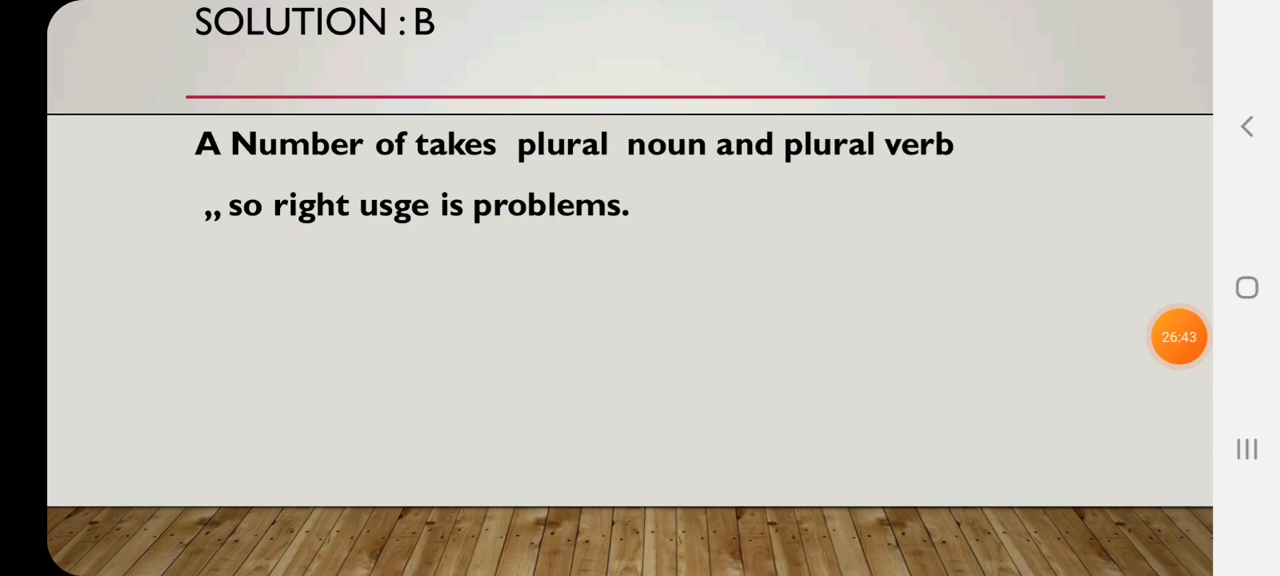 SOLUTION : B
A Number of takes plural noun and plural verb
,, so right usge is problems.
26:43